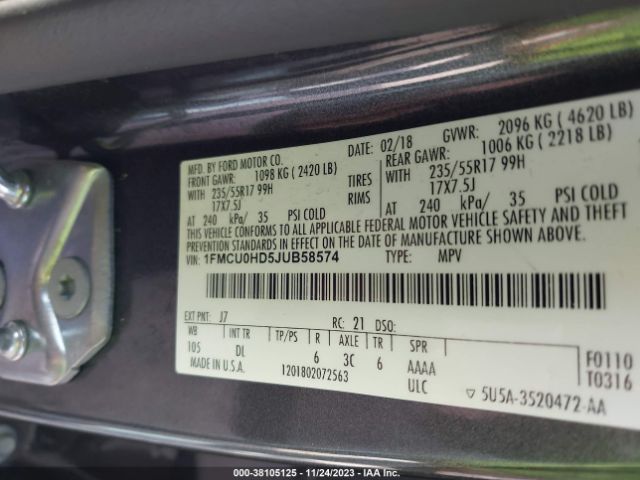 MFD. BY FORD MOTOR CO.
DATE: 02/18 GVWR: 2096 KG ( 4620 LB)
FRONT GAWR: 1098 KG ( 2420 LB) REAR GAWR: 1006 KG ( 2218 LB)
WITH 235/55R17 99H TIRES WITH 235/55R17 99H
17X7.5J RIMS 17X7.5J
AT 240 kPa/ 35 PSI COLD AT 240 kPa/ 35 PSI COLD
THIS VEHICLE CONFORMS TO ALL APPLICABLE FEDERAL MOTOR VEHICLE SAFETY AND THEFT
PREVENTION STANDARDS IN EFFECT ON THE DATE OF MANUFACTURE SHOWN ABOVE.
VIN: 1FMCU0HD5JUB58574 TYPE: MPV
EXT PNT: J7 RC: 21 DSO:
WB INT TR TP/PS R AXLE TR SPR
105 DL 6 3C 6 AAAA
F0110
MADE IN U.S.A. 1201802072563 ULC
T0316
5U5A-3520472-AA
000-38105125 - 11/24/2023 - IAA Inc.